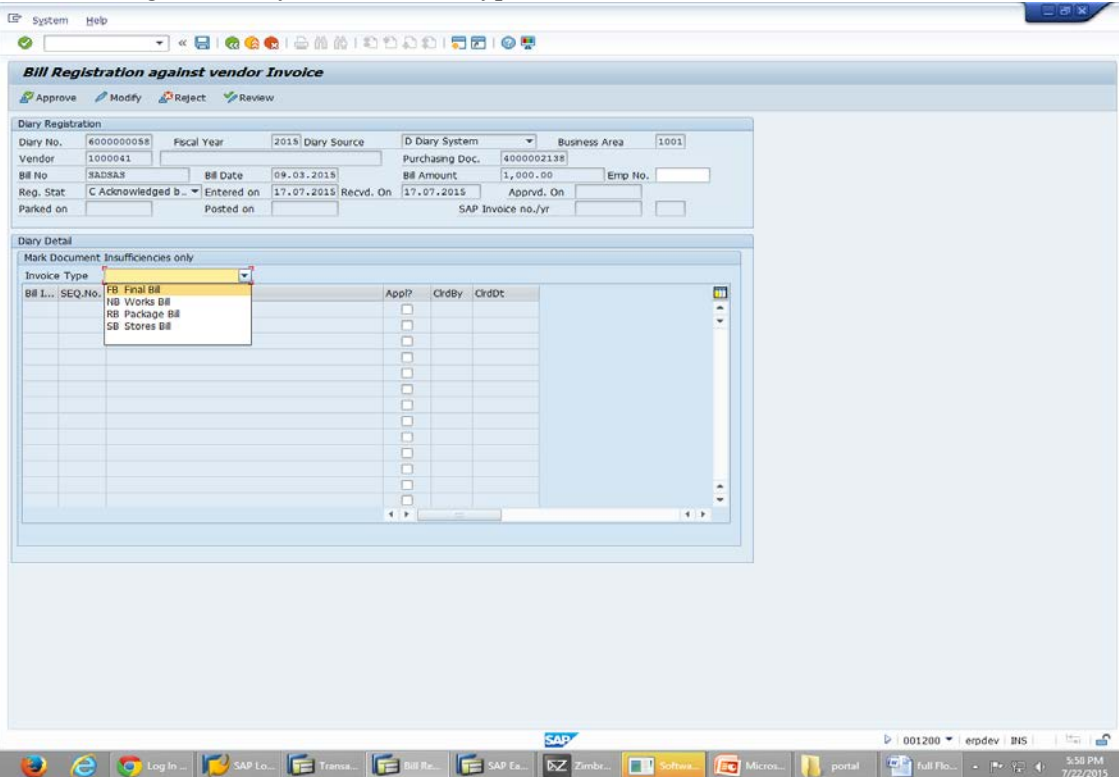 System Help
Bill Registration against vendor Invoice
Approve Modify Reject Review
Diary Registration
Diary No. 6000000058 Fiscal Year 2015 Diary Source D Diary System Business Area 1001
Vendor 1000041 Purchasing Doc. 4000002138
Bill No SADSAS Bill Date 09.03.2015 Bill Amount 1,000.00 Emp No.
Reg. Stat C Acknowledged b.. Entered on 17.07.2015 Recvd. On 17.07.2015 Apprvd. On
Parked on Posted on SAP Invoice no./yr
Diary Detail
Mark Document Insufficiencies only
Invoice Type
Bill I... SEQ.No. Appl? ClrdBy ClrdDt
FB Final Bill
NB Works Bill
RB Package Bill
SB Stores Bill
SAP
001200 erpdev INS
Log In ... SAP Lo... Transa... Bill Re... SAP Ea... Zimbr... Softwa... Micros... portal full Flo... 5:50 PM